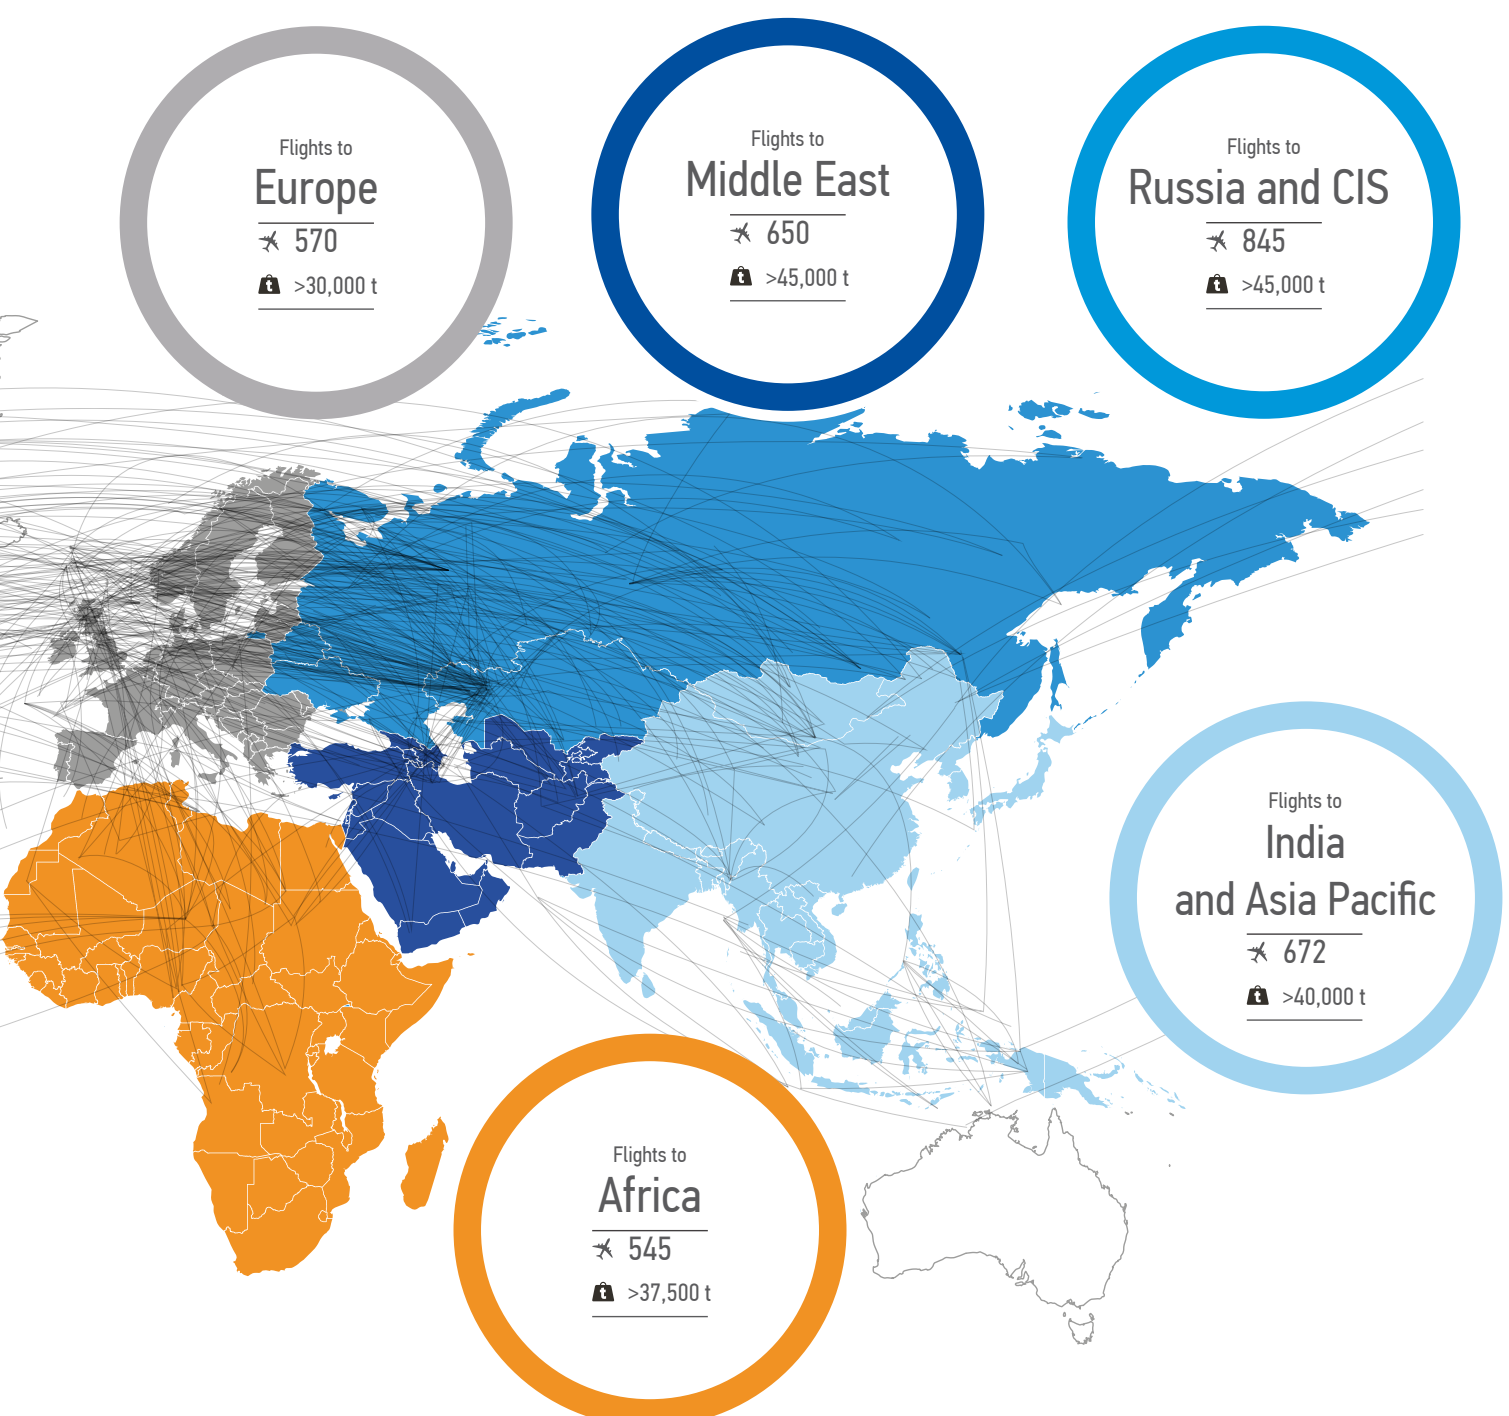 Flights to
Europe
570
>30,000 t
Flights to
Middle East
650
>45,000 t
Flights to
Russia and CIS
845
>45,000 t
Flights to
India
and Asia Pacific
672
t
>40,000 t
Flights to
Africa
545
>37,500 t